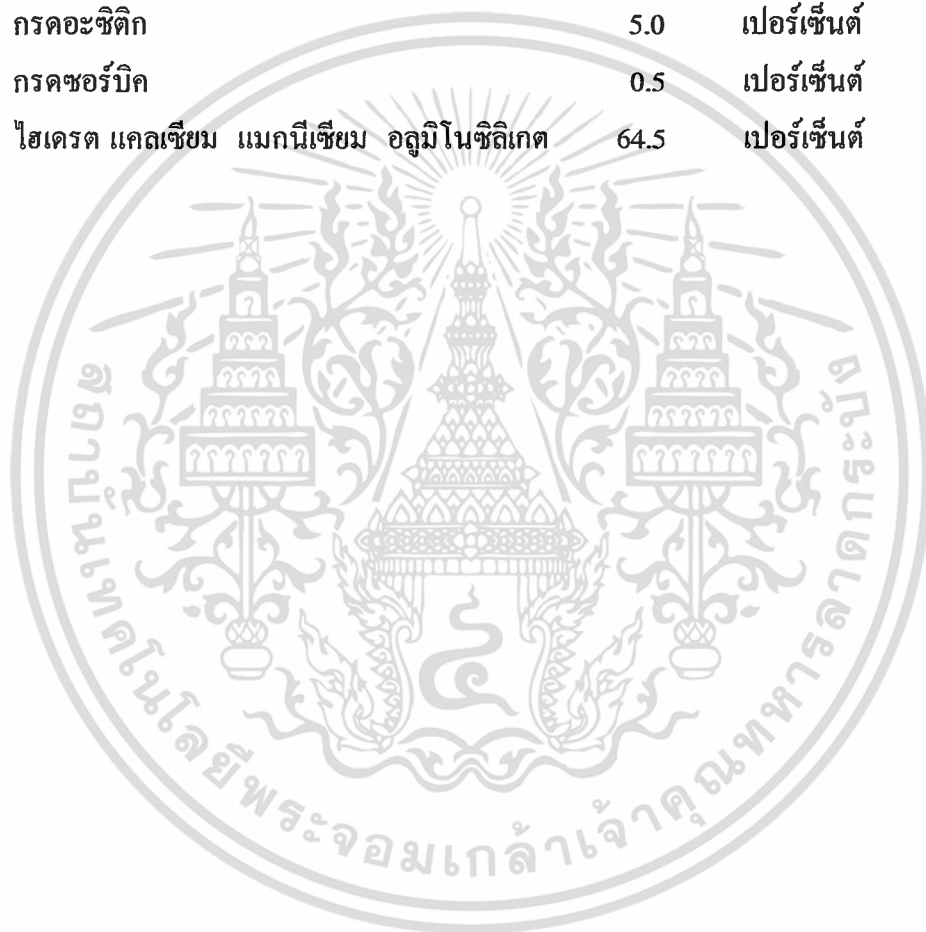 กรดอะซิติก 5.0 เปอร์เซ็นต์
กรดซอร์บิค 0.5 เปอร์เซ็นต์
ไฮเดรต แคลเซียม แมกนีเซียม อลูมิโนซิลิเกต 64.5 เปอร์เซ็นต์
สถาบันเทคโนโลยีพระจอมเกล้าเจ้าคุณทหารลาดกระบัง